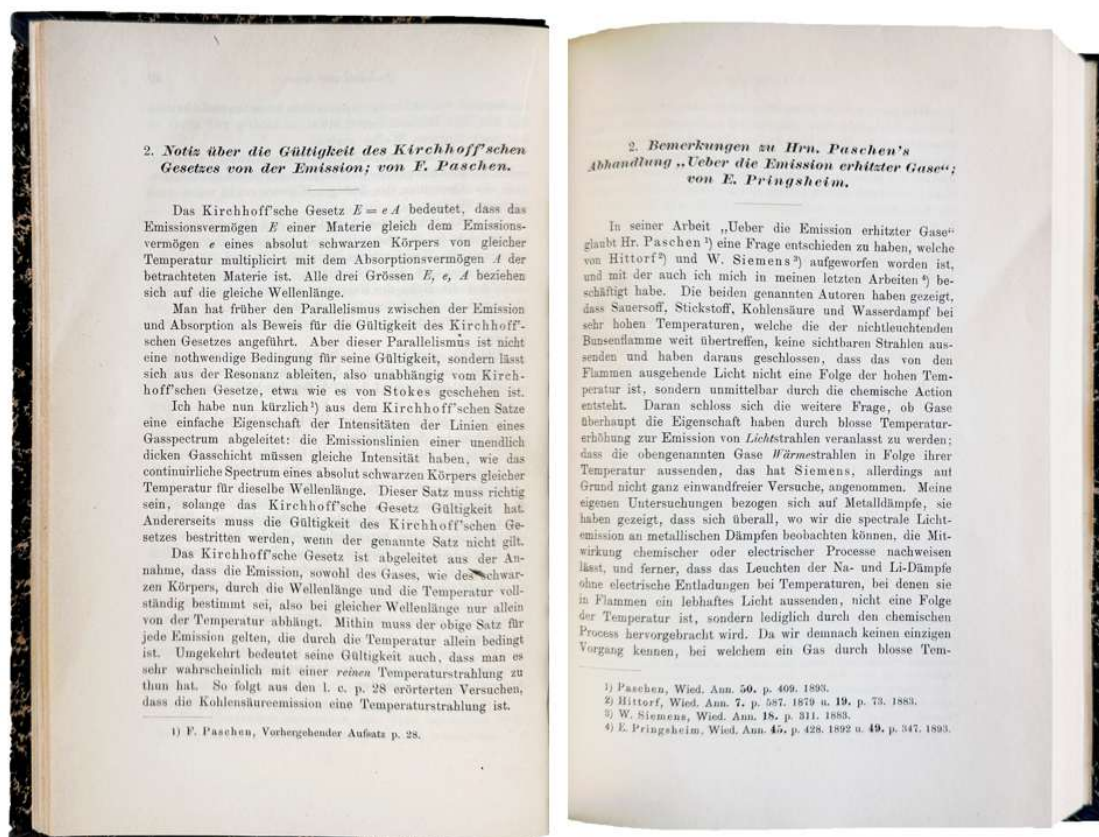 2. Notiz über die Gültigkeit des Kirchhoff'schen
Gesetzes von der Emission; von F. Paschen.
Das Kirchhoff'sche Gesetz E = e A bedeutet, dass das
Emissionsvermögen E einer Materie gleich dem Emissions-
vermögen e eines absolut schwarzen Körpers von gleicher
Temperatur multiplicirt mit dem Absorptionsvermögen A der
betrachteten Materie ist. Alle drei Grössen E, e, A beziehen
sich auf die gleiche Wellenlänge.
Man hat früher den Parallelismus zwischen der Emission
und Absorption als Beweis für die Gültigkeit des Kirchhoff'-
schen Gesetzes angeführt. Aber dieser Parallelismus ist nicht
eine nothwendige Bedingung für seine Gültigkeit, sondern lässt
sich aus der Resonanz ableiten, also unabhängig vom Kirch-
hoff'schen Gesetze, etwa wie es von Stokes geschehen ist.
Ich habe nun kürzlich¹) aus dem Kirchhoff'schen Satze
eine einfache Eigenschaft der Intensitäten der Linien eines
Gasspectrum abgeleitet: die Emissionslinien einer unendlich
dicken Gasschicht müssen gleiche Intensität haben, wie das
continuirliche Spectrum eines absolut schwarzen Körpers gleicher
Temperatur für dieselbe Wellenlänge. Dieser Satz muss richtig
sein, solange das Kirchhoff'sche Gesetz Gültigkeit hat.
Andererseits muss die Gültigkeit des Kirchhoff'schen Ge-
setzes bestritten werden, wenn der genannte Satz nicht gilt.
Das Kirchhoff'sche Gesetz ist abgeleitet aus der An-
nahme, dass die Emission, sowohl des Gases, wie des schwar-
zen Körpers, durch die Wellenlänge und die Temperatur voll-
ständig bestimmt sei, also bei gleicher Wellenlänge nur allein
von der Temperatur abhängt. Mithin muss der obige Satz für
jede Emission gelten, die durch die Temperatur allein bedingt
ist. Umgekehrt bedeutet seine Gültigkeit auch, dass man es
sehr wahrscheinlich mit einer reinen Temperaturstrahlung zu
thun hat. So folgt aus den l. c. p. 28 erörterten Versuchen,
dass die Kohlensäureemission eine Temperaturstrahlung ist.
1) F. Paschen, Vorhergehender Aufsatz p. 28.
2. Bemerkungen zu Hrn. Paschen's
Abhandlung „Ueber die Emission erhitzter Gase“;
von E. Pringsheim.
In seiner Arbeit „Ueber die Emission erhitzter Gase“
glaubt Hr. Paschen¹) eine Frage entschieden zu haben, welche
von Hittorf²) und W. Siemens³) aufgeworfen worden ist,
und mit der auch ich mich in meinen letzten Arbeiten⁴) be-
schäftigt habe. Die beiden genannten Autoren haben gezeigt,
dass Sauersoff, Stickstoff, Kohlensäure und Wasserdampf bei
sehr hohen Temperaturen, welche die der nichtleuchtenden
Bunsenflamme weit übertreffen, keine sichtbaren Strahlen aus-
senden und haben daraus geschlossen, dass das von den
Flammen ausgehende Licht nicht eine Folge der hohen Tem-
peratur ist, sondern unmittelbar durch die chemische Action
entsteht. Daran schloss sich die weitere Frage, ob Gase
überhaupt die Eigenschaft haben durch blosse Temperatur-
erhöhung zur Emission von Lichtstrahlen veranlasst zu werden;
dass die obengenannten Gase Wärmestrahlen in Folge ihrer
Temperatur aussenden, das hat Siemens, allerdings auf
Grund nicht ganz einwandfreier Versuche, angenommen. Meine
eigenen Untersuchungen bezogen sich auf Metalldämpfe, sie
haben gezeigt, dass sich überall, wo wir die spectrale Licht-
emission an metallischen Dämpfen beobachten können, die Mit-
wirkung chemischer oder electrischer Processe nachweisen
lässt, und ferner, dass das Leuchten der Na- und Li-Dämpfe
ohne electrische Entladungen bei Temperaturen, bei denen sie
in Flammen ein lebhaftes Licht aussenden, nicht eine Folge
der Temperatur ist, sondern lediglich durch den chemischen
Process hervorgebracht wird. Da wir demnach keinen einzigen
Vorgang kennen, bei welchem ein Gas durch blosse Tem-
1) Paschen, Wied. Ann. 50. p. 409. 1893.
2) Hittorf, Wied. Ann. 7. p. 587. 1879 u. 19. p. 73. 1883.
3) W. Siemens, Wied. Ann. 18. p. 311. 1883.
4) E. Pringsheim, Wied. Ann. 45. p. 428. 1892 u. 49. p. 347. 1893.